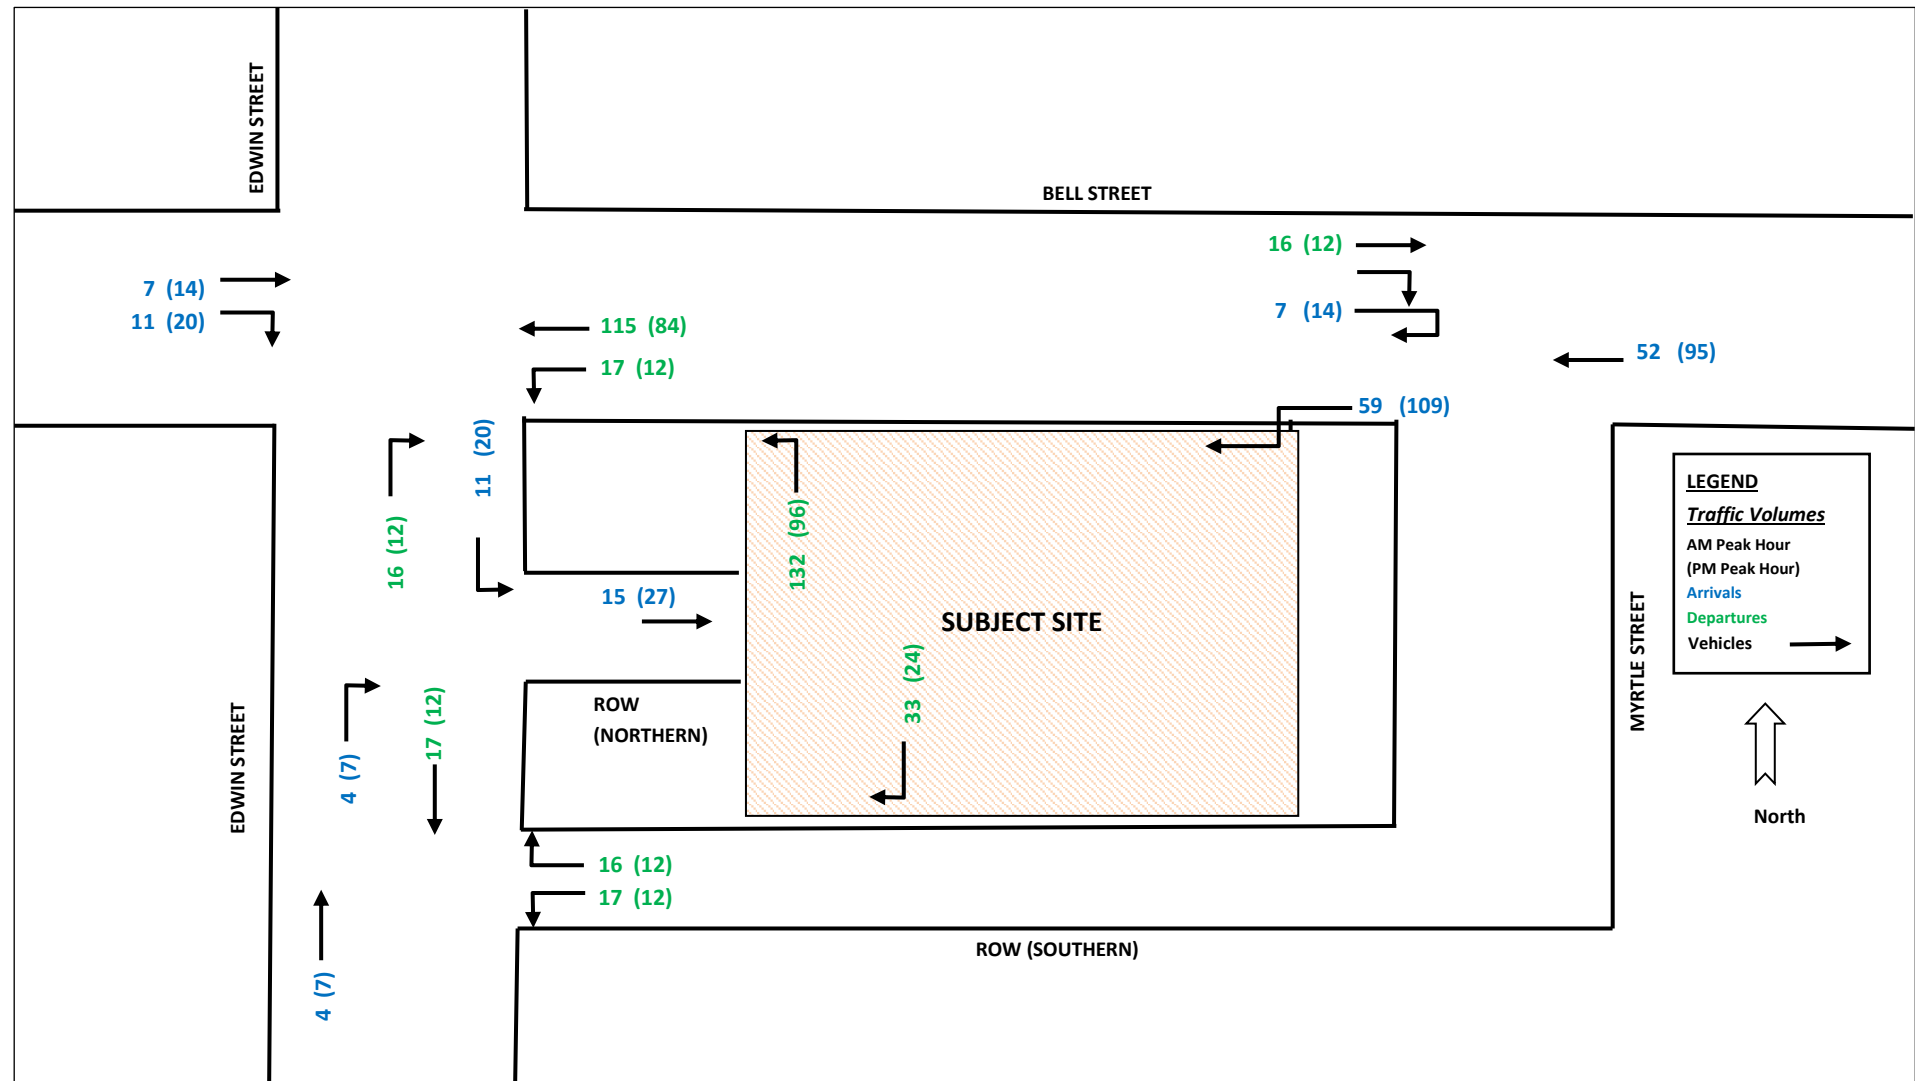 EDWIN STREET
BELL STREET
16 (12)
7 (14)
11 (20)
7 (14)
115 (84)
17 (12)
52 (95)
59 (109)
11 (20)
16 (12)
132 (96)
15 (27)
SUBJECT SITE
33 (24)
ROW
(NORTHERN)
17 (12)
4 (7)
EDWIN STREET
MYRTLE STREET
LEGEND
Traffic Volumes
AM Peak Hour
(PM Peak Hour)
Arrivals
Departures
Vehicles
North
16 (12)
17 (12)
ROW (SOUTHERN)
4 (7)